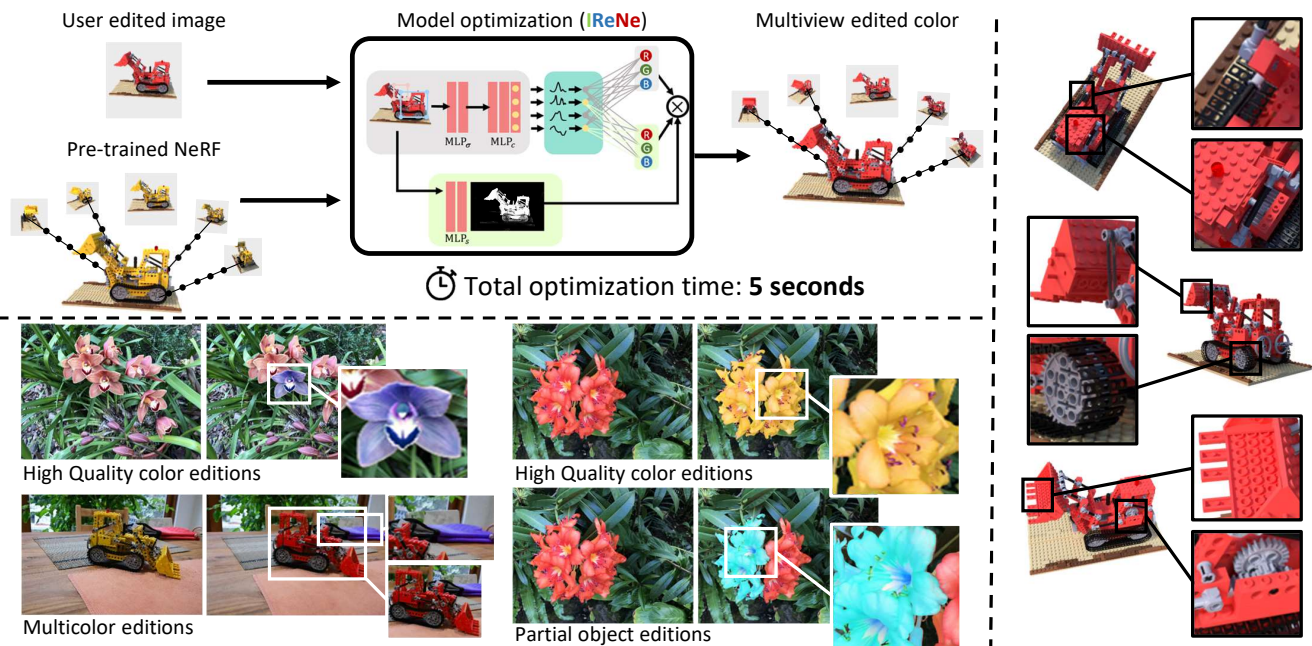 User edited image
Model optimization (IReNe)
Multiview edited color
R
G
B
MLPσ
MLPc
R
G
B
Pre-trained NeRF
MLPs
Total optimization time: 5 seconds
High Quality color editions
High Quality color editions
Multicolor editions
Partial object editions